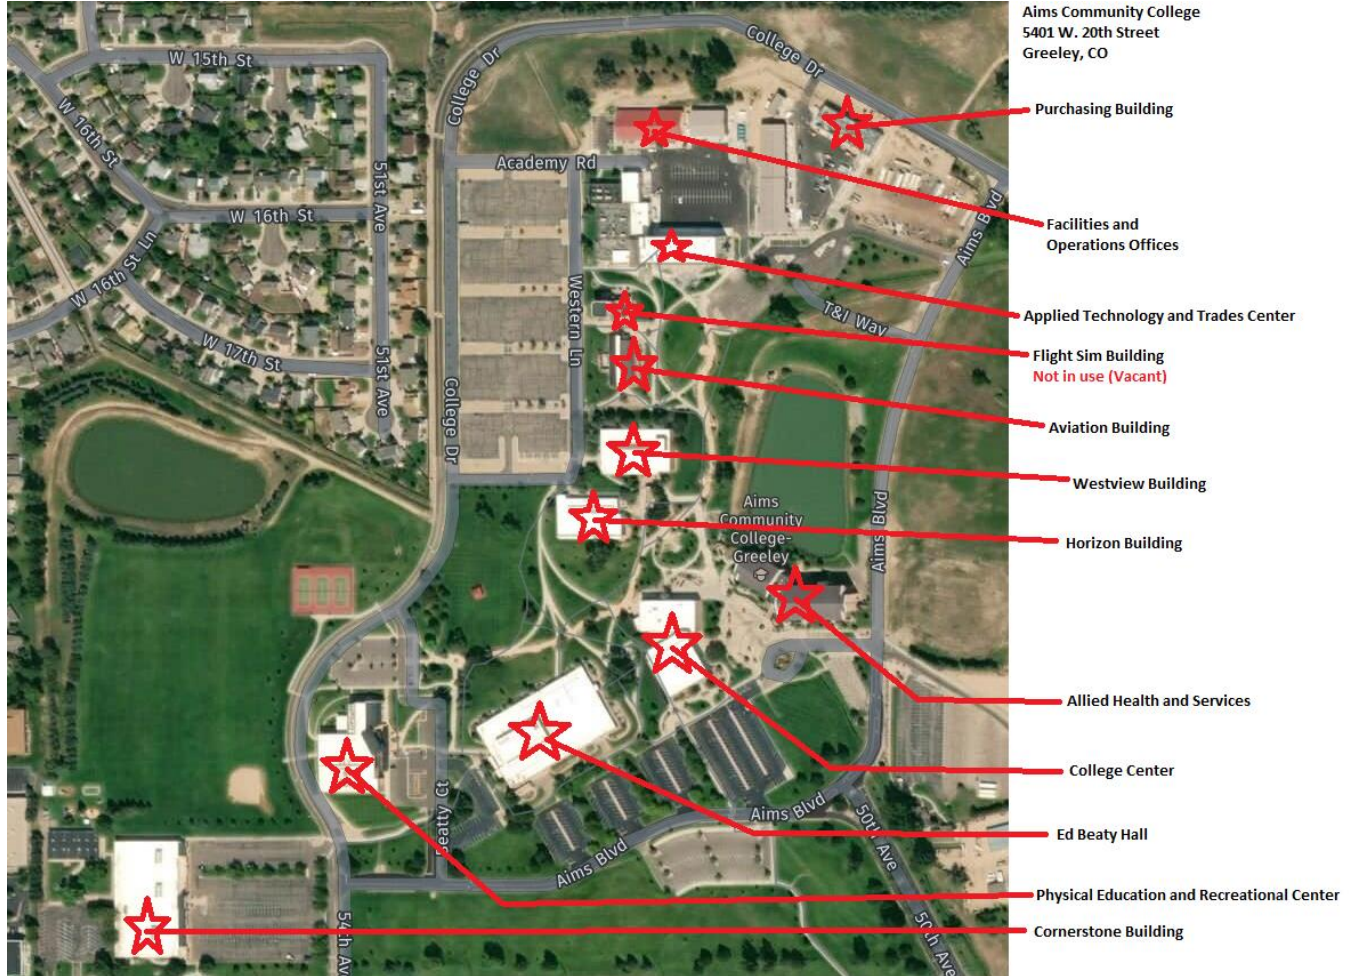 Aims Community College
5401 W. 20th Street
Greeley, CO
Purchasing Building
Facilities and
Operations Offices
Applied Technology and Trades Center
Flight Sim Building
Not in use (Vacant)
Aviation Building
Westview Building
Horizon Building
Allied Health and Services
College Center
Ed Beaty Hall
Physical Education and Recreational Center
Cornerstone Building
W 15th St
W 16th St
51st Ave
W 16th St
W 16th St Ln
W 17th St
51st Ave
College Dr
College Dr
Academy Rd
Western Ln
College Dr
Aims Blvd
T&I Way
Aims Blvd
Aims
Community
College-
Greeley
Beatty Ct
Aims Blvd
Aims Blvd
50th Ave
50th Ave
54th Av